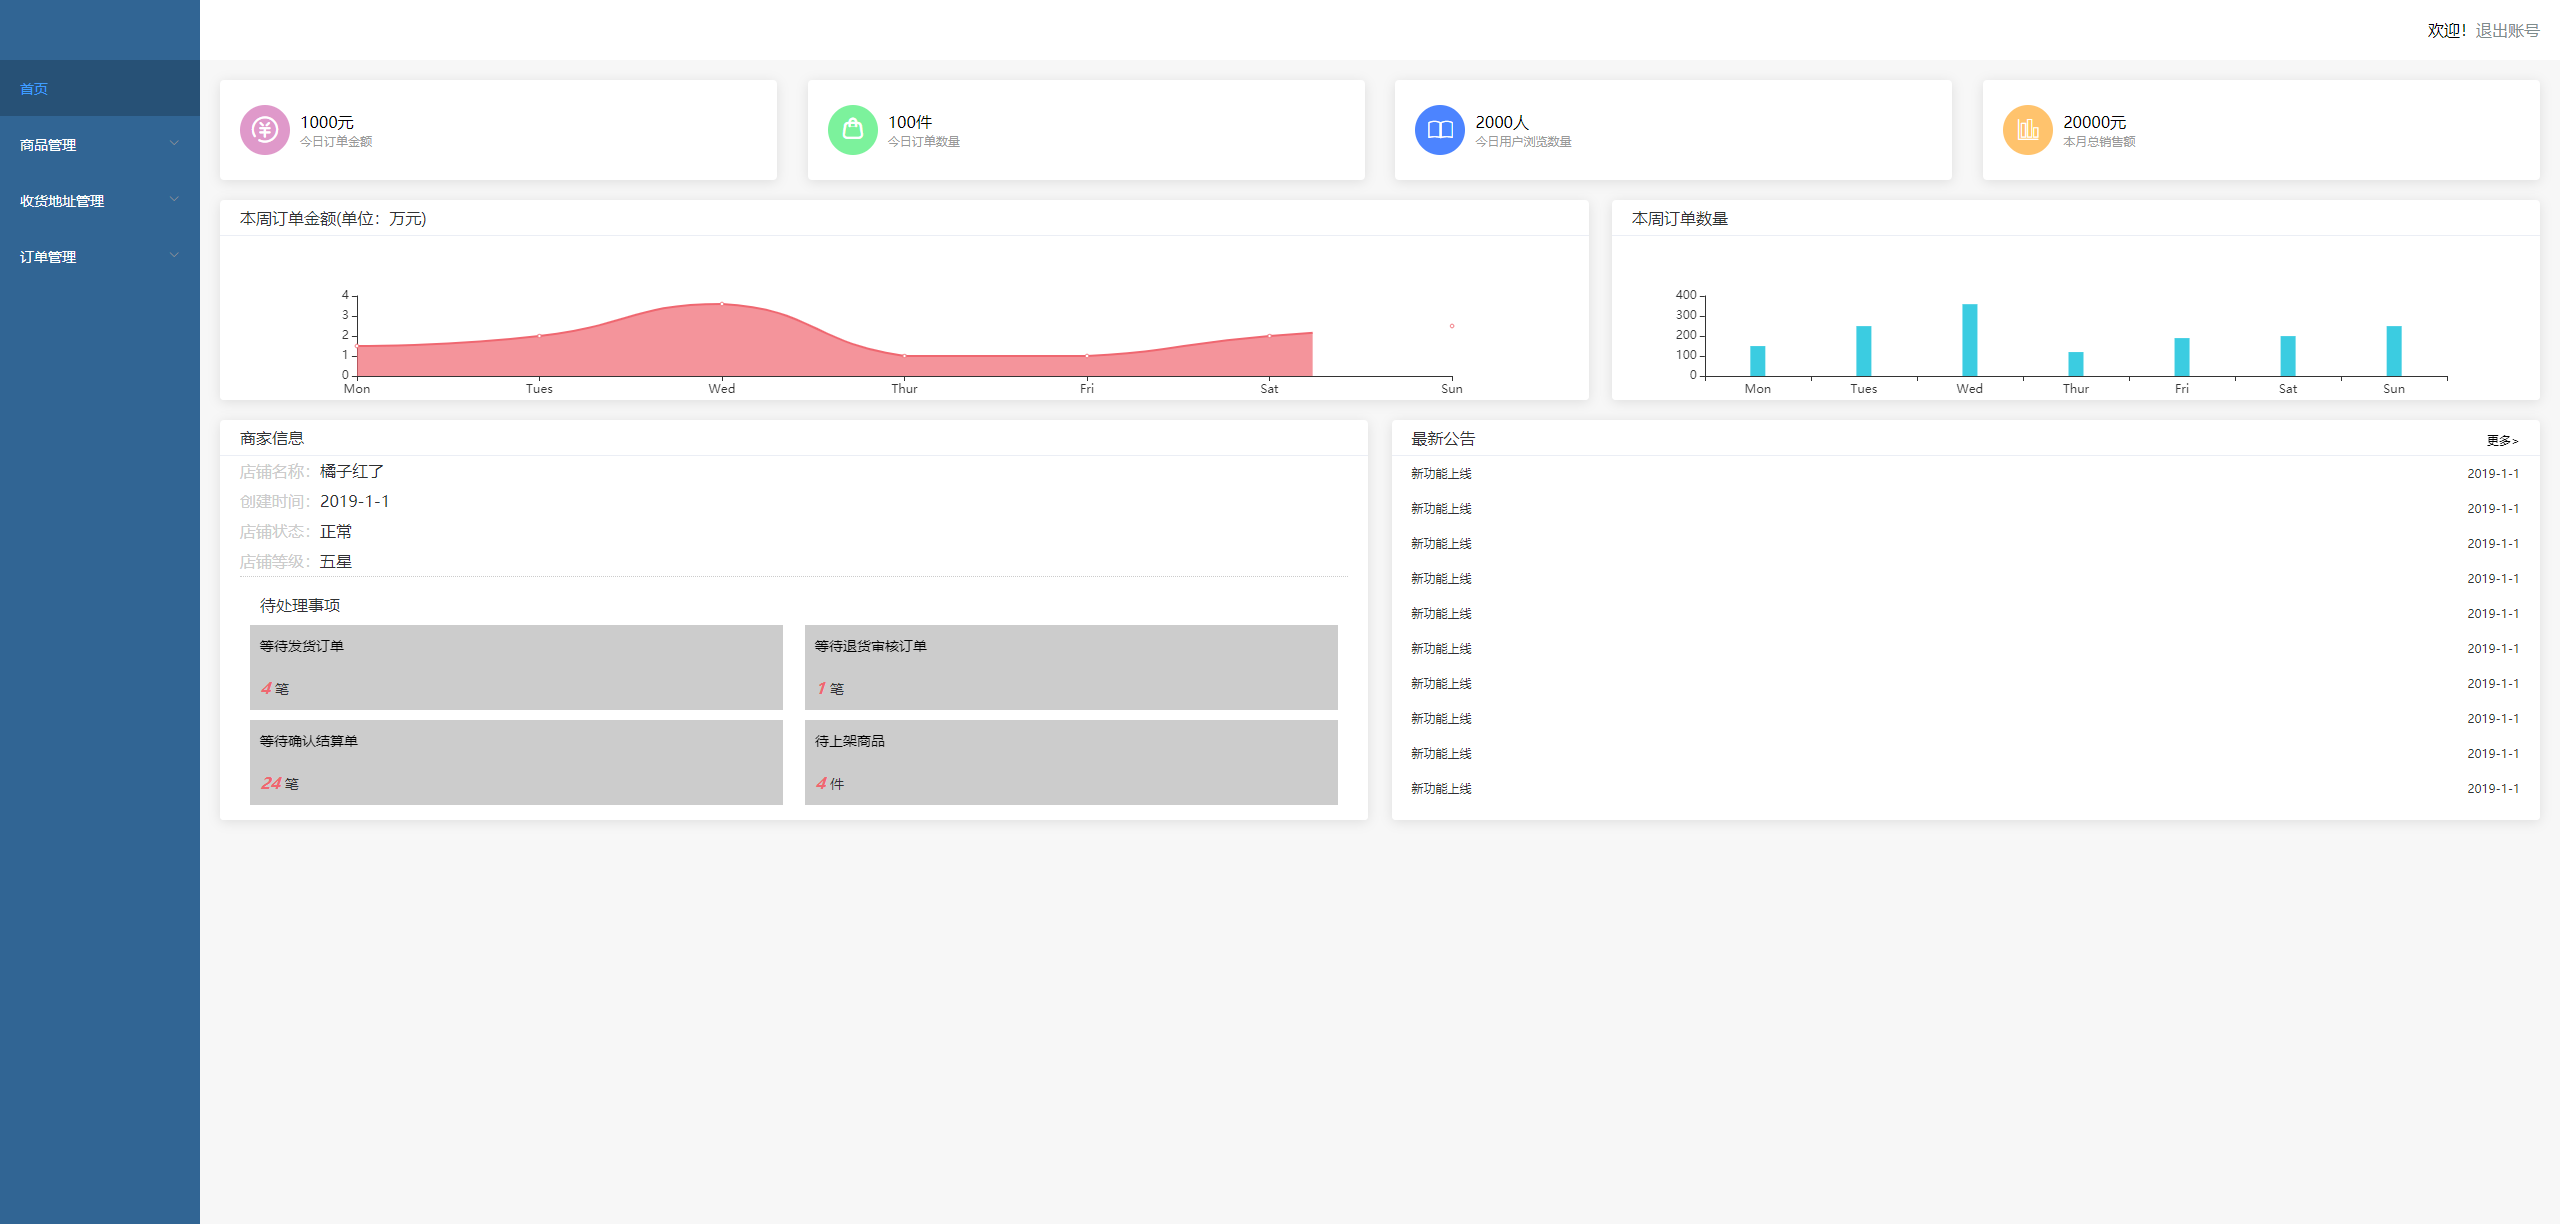 欢迎！退出账号
首页
商品管理
收货地址管理
订单管理
1000元
今日订单金额
100件
今日订单数量
2000人
今日用户浏览数量
20000元
本月总销售额
本周订单金额(单位：万元)
4
3
2
1
0
Mon Tues Wed Thur Fri Sat Sun
本周订单数量
400
300
200
100
0
Mon Tues Wed Thur Fri Sat Sun
商家信息
店铺名称：橘子红了
创建时间：2019-1-1
店铺状态：正常
店铺等级：五星
待处理事项
等待发货订单
4 笔
等待退货审核订单
1 笔
等待确认结算单
24 笔
待上架商品
4 件
最新公告 更多>
新功能上线 2019-1-1
新功能上线 2019-1-1
新功能上线 2019-1-1
新功能上线 2019-1-1
新功能上线 2019-1-1
新功能上线 2019-1-1
新功能上线 2019-1-1
新功能上线 2019-1-1
新功能上线 2019-1-1
新功能上线 2019-1-1